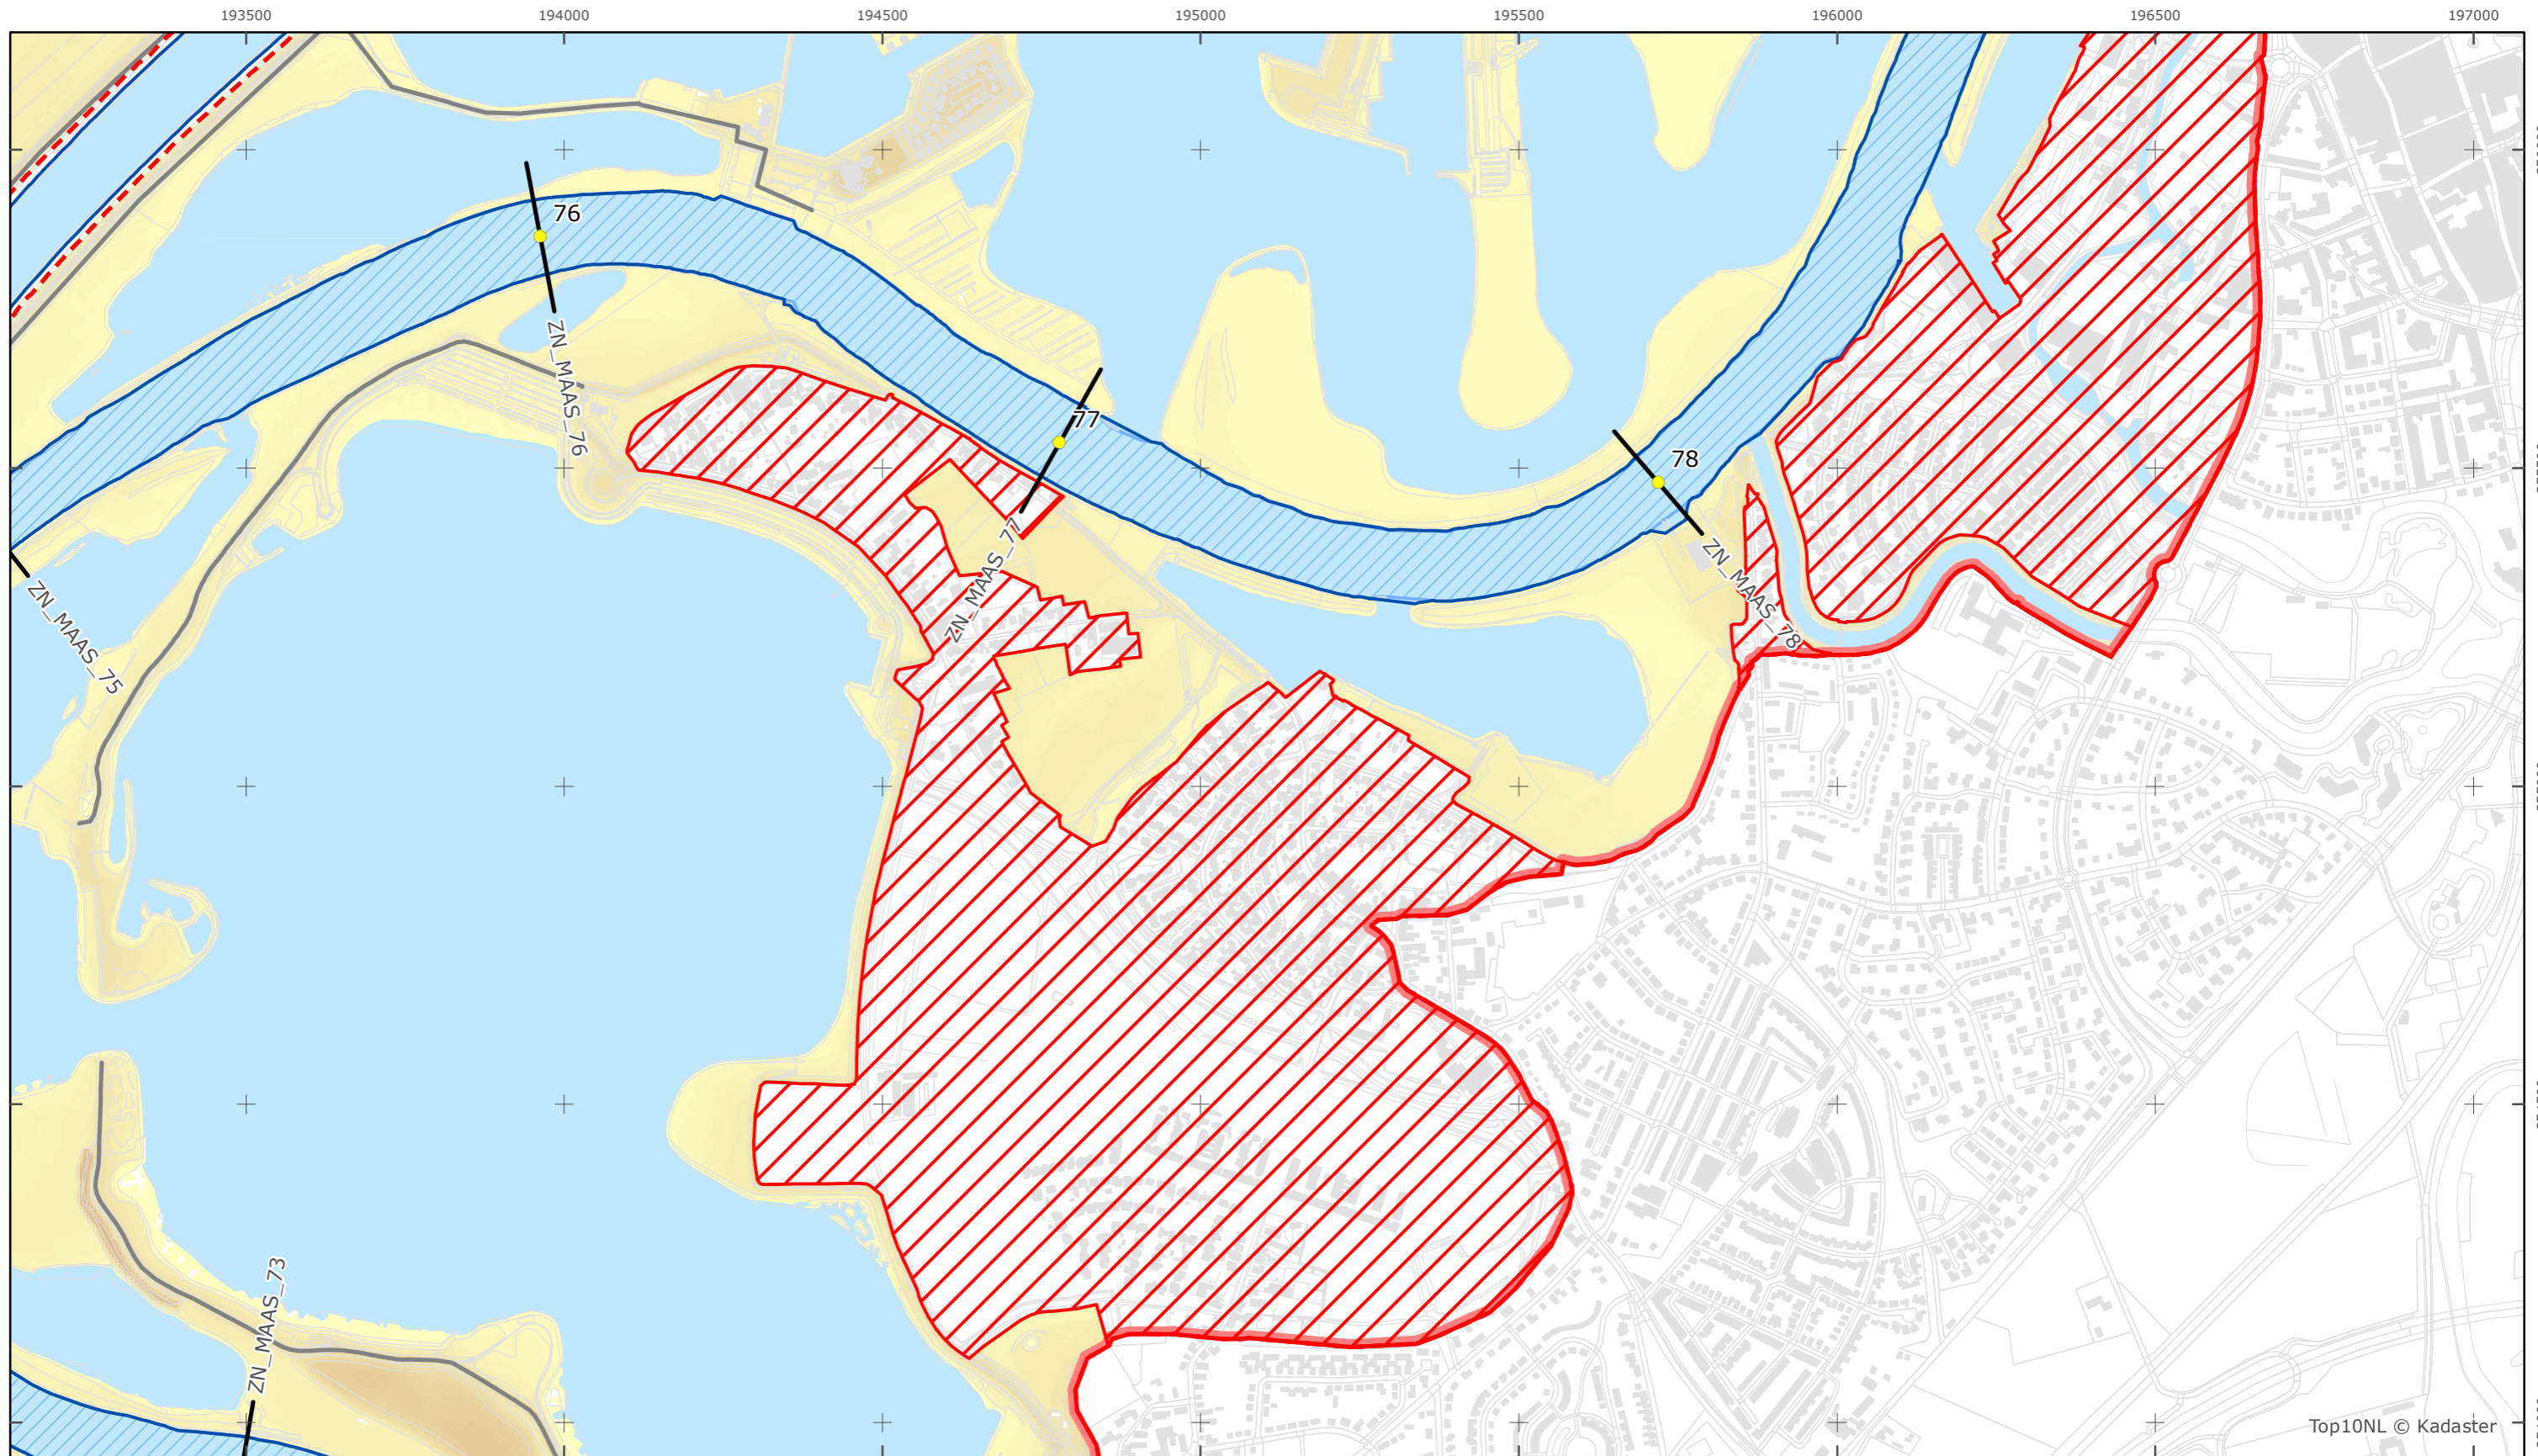 193500 194000 194500 195000 195500 196000 196500 197000
76
77
78
ZN_MAAS_76
ZN_MAAS_77
ZN_MAAS_78
ZN_MAAS_75
ZN_MAAS_73
Top10NL © Kadaster